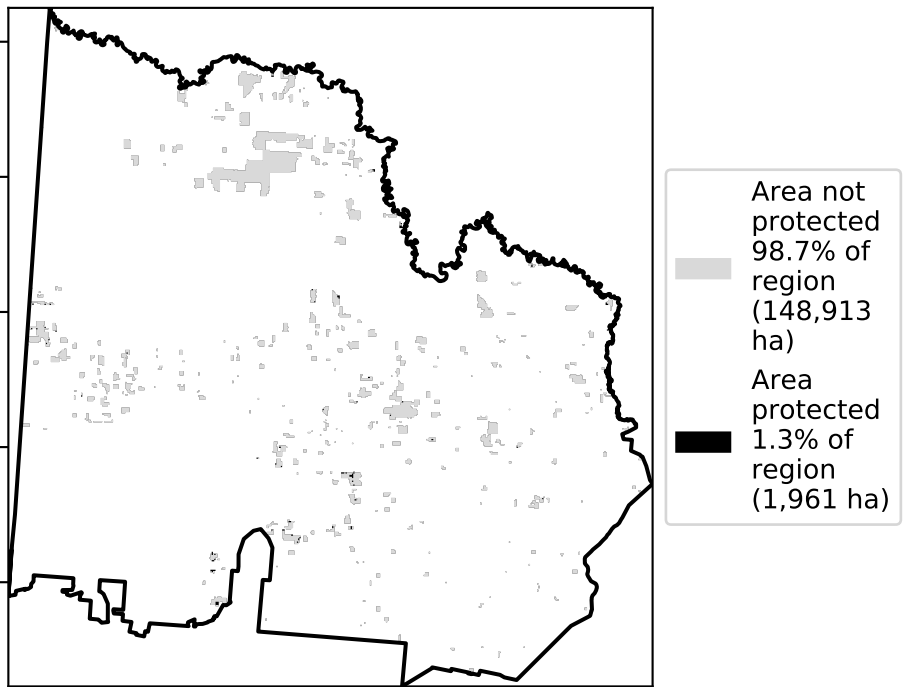 Area not
protected
98.7% of
region
(148,913
ha)
Area
protected
1.3% of
region
(1,961 ha)